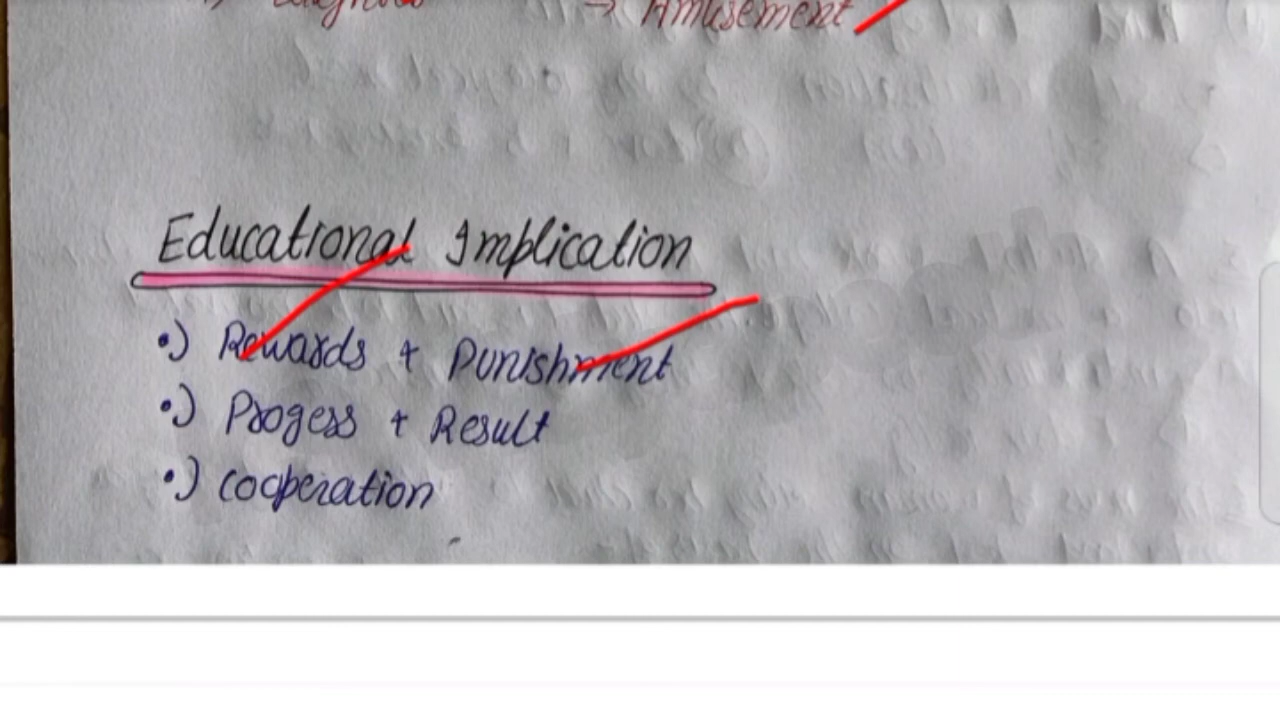 → Amusement
Educational Implication
•) Rewards + Punishment
•) Progess + Result
•) Cooperation